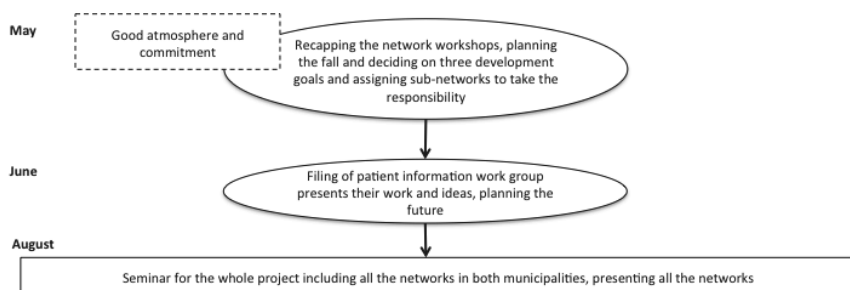 May
Good atmosphere and
commitment
Recapping the network workshops, planning
the fall and deciding on three development
goals and assigning sub-networks to take the
responsibility
June
Filing of patient information work group
presents their work and ideas, planning the
future
August
Seminar for the whole project including all the networks in both municipalities, presenting all the networks